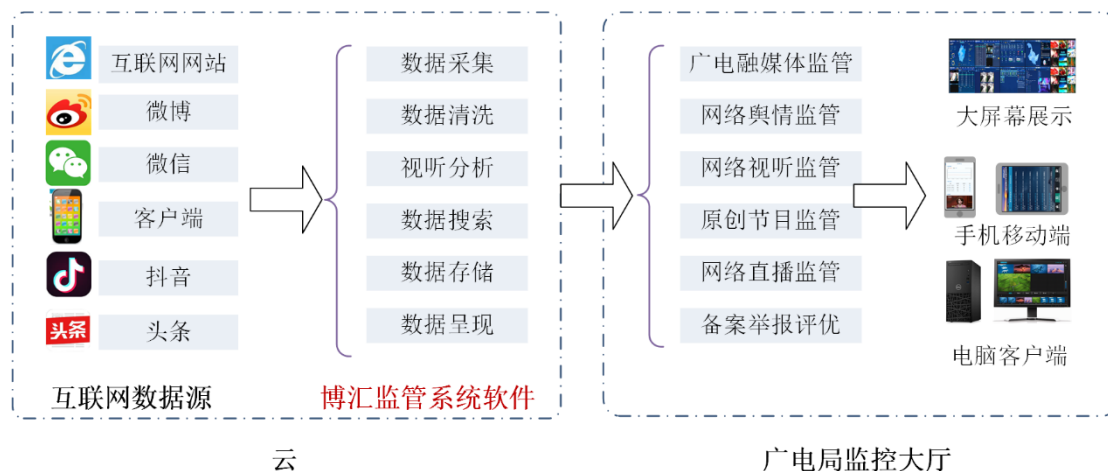 互联网网站
微博
微信
客户端
抖音
头条
头条
互联网数据源
数据采集
数据清洗
视听分析
数据搜索
数据存储
数据呈现
博汇监管系统软件
云
广电融媒体监管
网络舆情监管
网络视听监管
原创节目监管
网络直播监管
备案举报评优
大屏幕展示
手机移动端
电脑客户端
广电局监控大厅